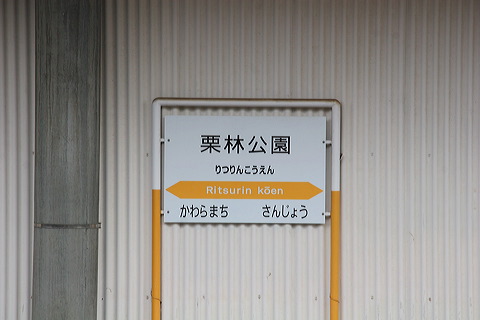 栗林公園
りつりんこうえん
Ritsurin kōen
かわらまち さんじょう